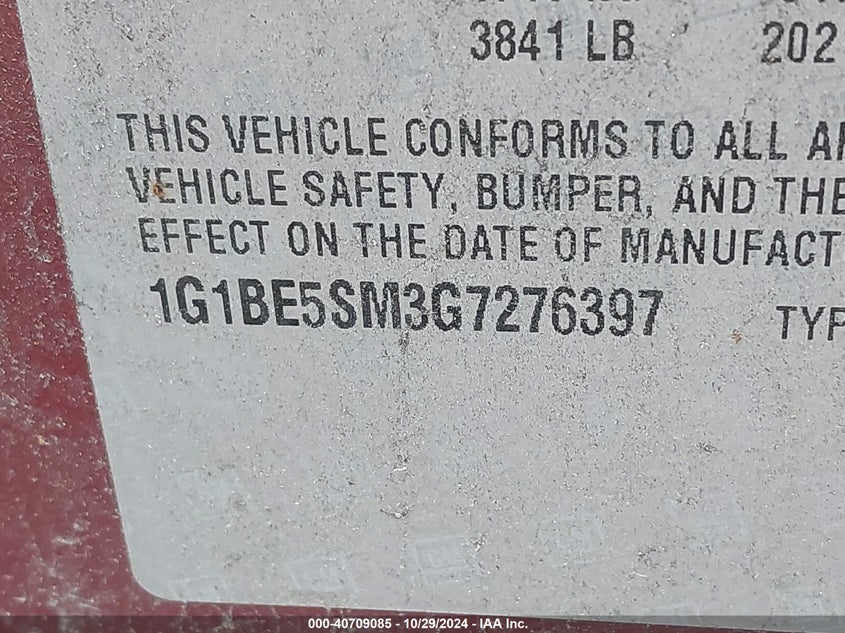 3841 LB 202
THIS VEHICLE CONFORMS TO ALL AP
VEHICLE SAFETY, BUMPER, AND THE
EFFECT ON THE DATE OF MANUFACT
1G1BE5SM3G7276397 TYP
000-40709085 - 10/29/2024 - IAA Inc.